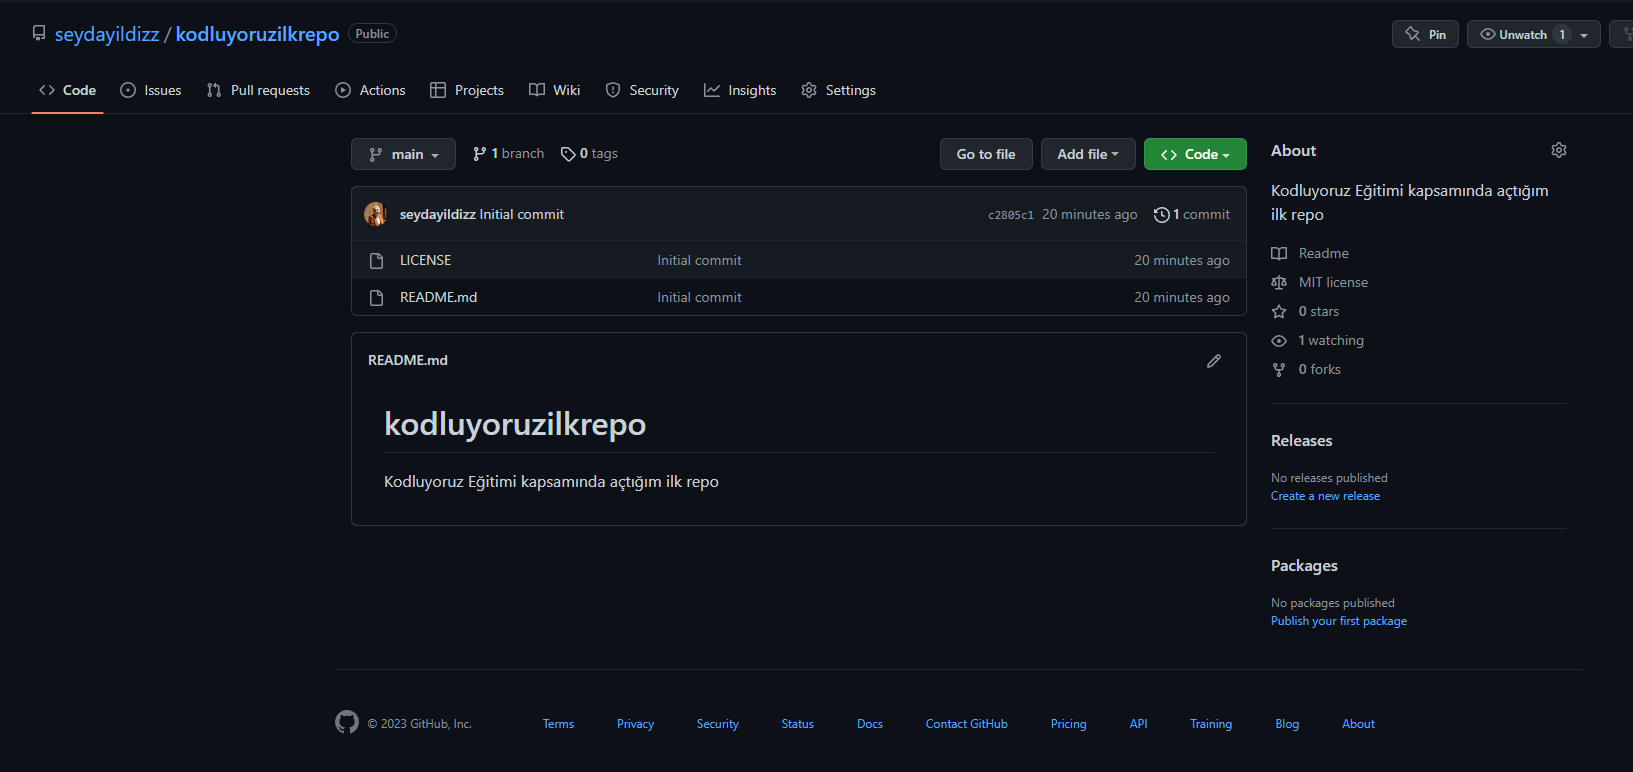 seydayildizz / kodluyoruzilkrepo Public
Pin Unwatch 1
Code Issues Pull requests Actions Projects Wiki Security Insights Settings
main 1 branch 0 tags Go to file Add file Code
seydayildizz Initial commit c2805c1 20 minutes ago 1 commit
LICENSE Initial commit 20 minutes ago
README.md Initial commit 20 minutes ago
README.md
kodluyoruzilkrepo
Kodluyoruz Eğitimi kapsamında açtığım ilk repo
About
Kodluyoruz Eğitimi kapsamında açtığım
ilk repo
Readme
MIT license
0 stars
1 watching
0 forks
Releases
No releases published
Create a new release
Packages
No packages published
Publish your first package
© 2023 GitHub, Inc. Terms Privacy Security Status Docs Contact GitHub Pricing API Training Blog About